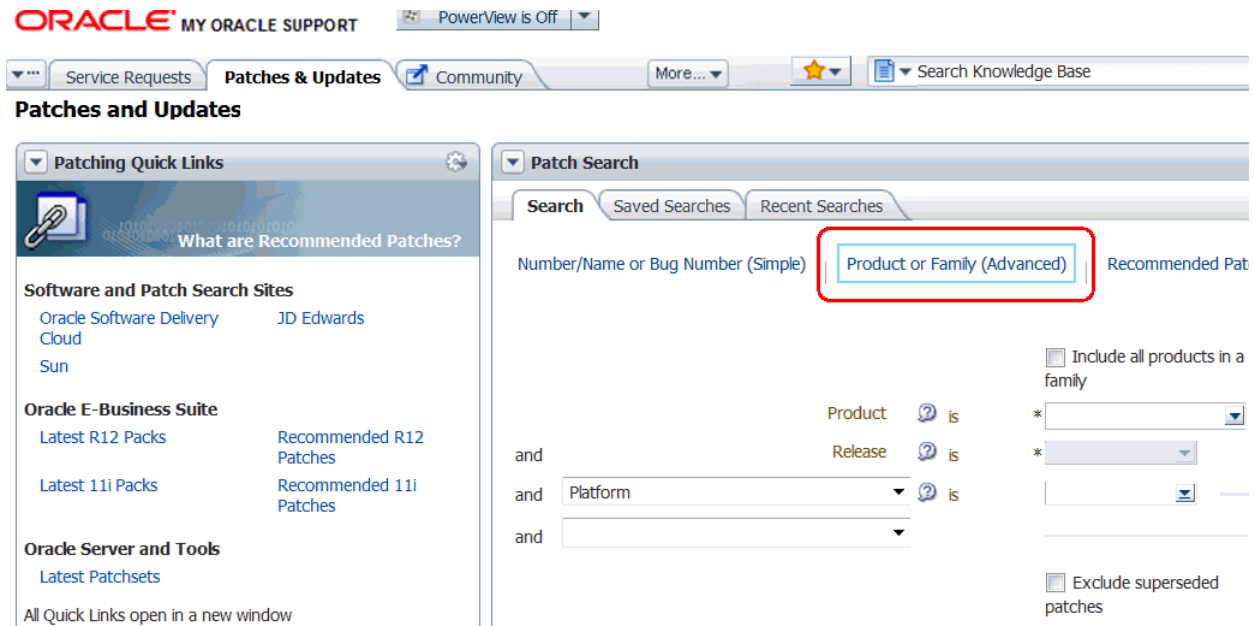 ORACLE MY ORACLE SUPPORT
PowerView is Off
Service Requests
Patches & Updates
Community
More...
Search Knowledge Base
Patches and Updates
Patching Quick Links
What are Recommended Patches?
Software and Patch Search Sites
Oracle Software Delivery
Cloud
JD Edwards
Sun
Oracle E-Business Suite
Latest R12 Packs
Recommended R12
Patches
Latest 11i Packs
Recommended 11i
Patches
Oracle Server and Tools
Latest Patchsets
All Quick Links open in a new window
Patch Search
Search
Saved Searches
Recent Searches
Number/Name or Bug Number (Simple)
Product or Family (Advanced)
Recommended Pat
Include all products in a
family
Product is *
and Release is *
and Platform is
and
Exclude superseded
patches